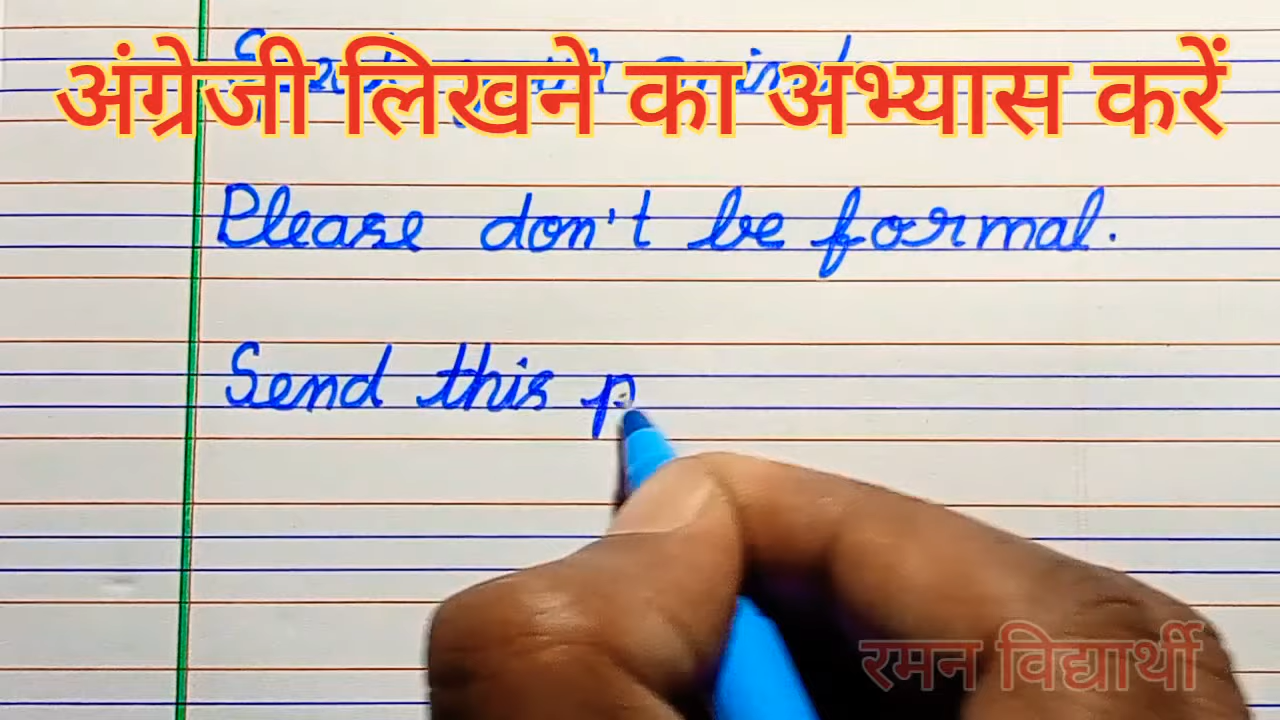 अंग्रेजी लिखने का अभ्यास करें
Please don't be formal.
Send this p
रमन विद्यार्थी